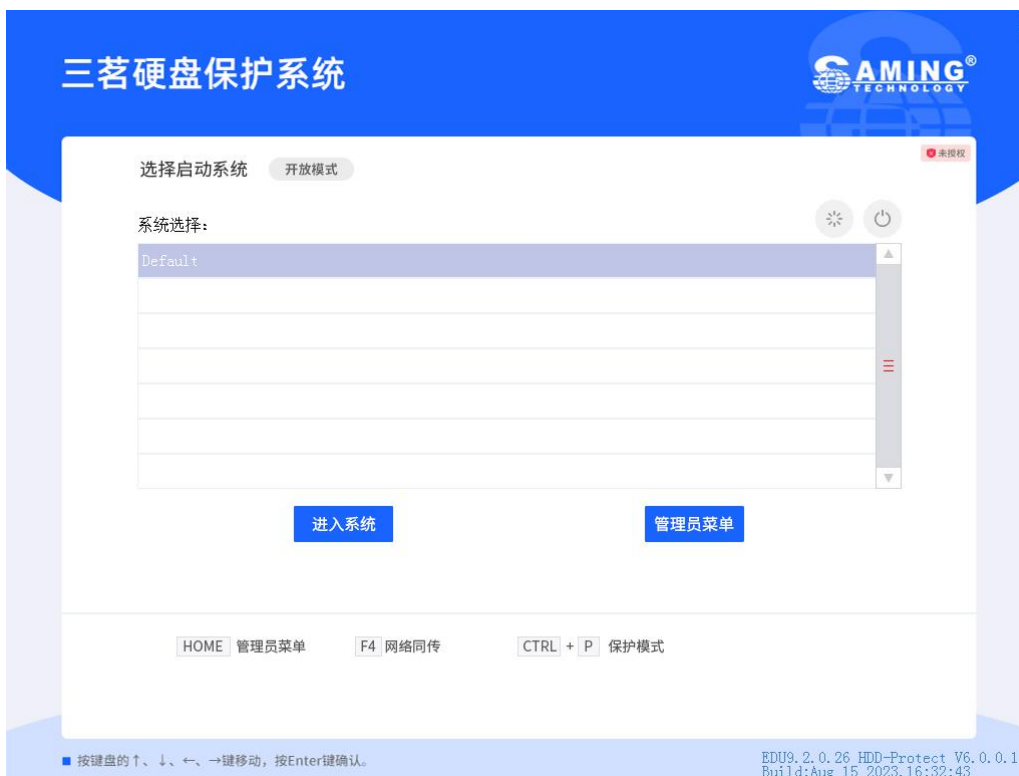 三茗硬盘保护系统
SAMING®
TECHNOLOGY
选择启动系统 开放模式
未授权
系统选择：
Default
进入系统 管理员菜单
HOME 管理员菜单 F4 网络同传 CTRL + P 保护模式
按键盘的↑、↓、←、→键移动，按Enter键确认。
EDU9.2.0.26 HDD-Protect V6.0.0.1
Build:Aug 15 2023,16:32:43